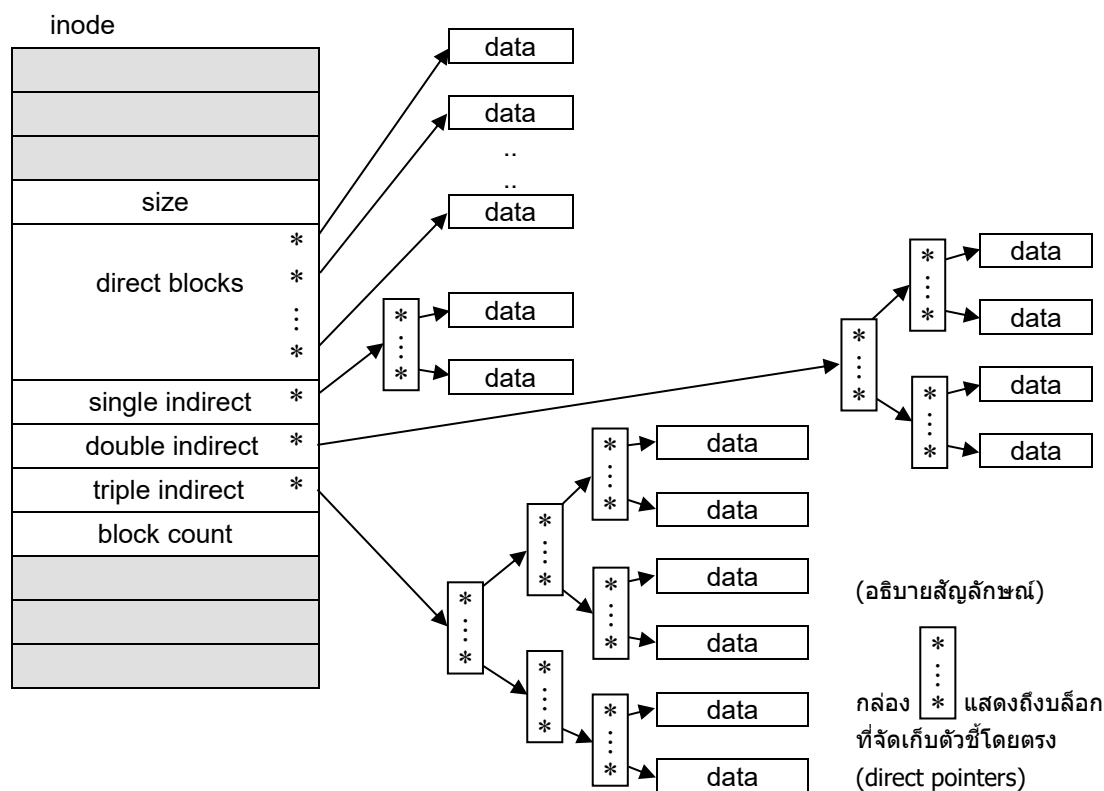 inode
data
data
..
..
data
size
direct blocks
*
*
⋮
*
single indirect *
double indirect *
triple indirect *
block count
*
⋮
*
data
data
*
⋮
*
*
⋮
*
data
data
*
⋮
*
data
data
*
⋮
*
*
⋮
*
*
⋮
*
data
data
*
⋮
*
data
data
*
⋮
*
*
⋮
*
data
data
(อธิบายสัญลักษณ์)
*
⋮
กล่อง * แสดงถึงบล็อก
ที่จัดเก็บตัวชี้โดยตรง
(direct pointers)